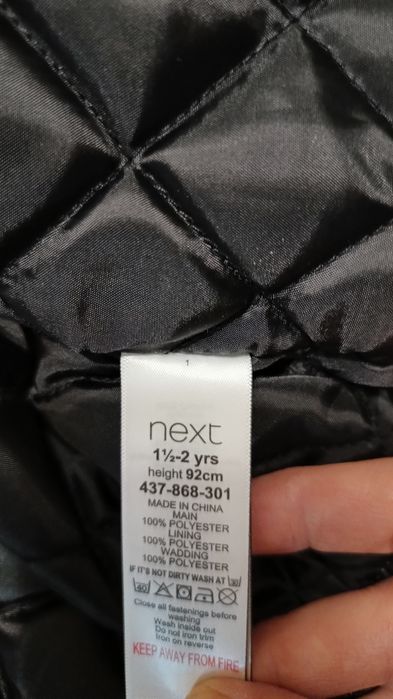 1
next
1½-2 yrs
height 92cm
437-868-301
MADE IN CHINA
MAIN
100% POLYESTER
LINING
100% POLYESTER
WADDING
100% POLYESTER
IF IT'S NOT DIRTY WASH AT 30
40
Close all fastenings before
washing
Wash inside out
Do not iron trim
Iron on reverse
KEEP AWAY FROM FIRE